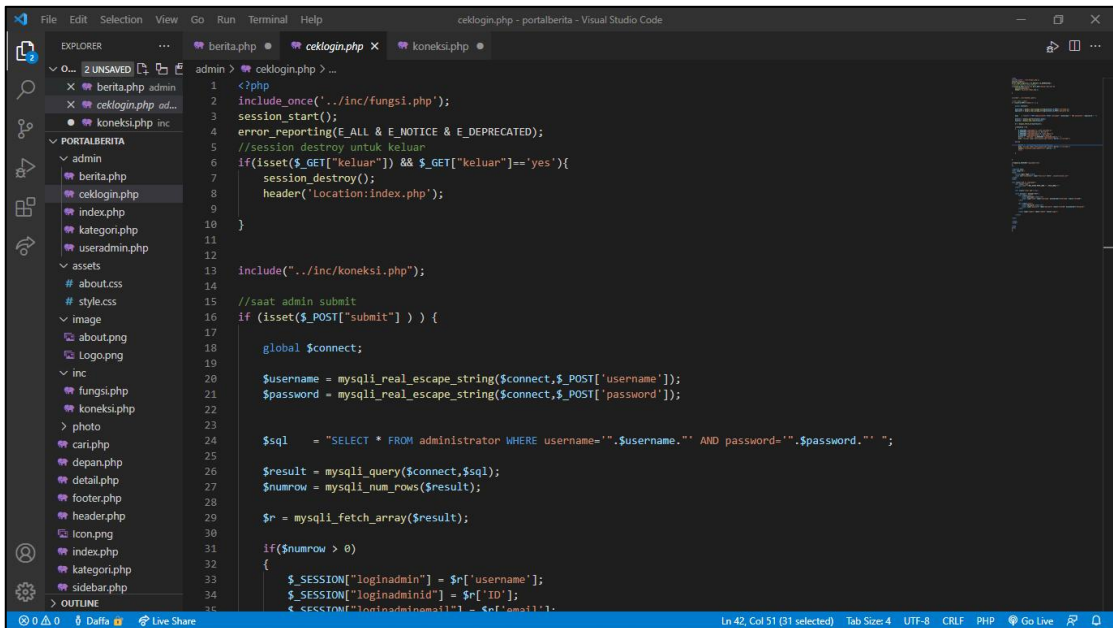 File Edit Selection View Go Run Terminal Help ceklogin.php - portalberita - Visual Studio Code
EXPLORER ...
2
O... 2 UNSAVED
berita.php admin
ceklogin.php ad...
koneksi.php inc
PORTALBERITA
admin
berita.php
ceklogin.php
index.php
kategori.php
useradmin.php
assets
# about.css
# style.css
image
about.png
Logo.png
inc
fungsi.php
koneksi.php
photo
cari.php
depan.php
detail.php
footer.php
header.php
Icon.png
index.php
kategori.php
sidebar.php
OUTLINE
berita.php ceklogin.php koneksi.php
admin > ceklogin.php > ...
1 <?php
2 include_once('../inc/fungsi.php');
3 session_start();
4 error_reporting(E_ALL & E_NOTICE & E_DEPRECATED);
5 //session destroy untuk keluar
6 if(isset($_GET["keluar"]) && $_GET["keluar"]=='yes'){
7 session_destroy();
8 header('Location:index.php');
9
10 }
11
12
13 include("../inc/koneksi.php");
14
15 //saat admin submit
16 if (isset($_POST["submit"] ) ) {
17
18 global $connect;
19
20 $username = mysqli_real_escape_string($connect,$_POST['username']);
21 $password = mysqli_real_escape_string($connect,$_POST['password']);
22
23
24 $sql = "SELECT * FROM administrator WHERE username='".$username."' AND password='".$password."' ";
25
26 $result = mysqli_query($connect,$sql);
27 $numrow = mysqli_num_rows($result);
28
29 $r = mysqli_fetch_array($result);
30
31 if($numrow > 0)
32 {
33 $_SESSION["loginadmin"] = $r['username'];
34 $_SESSION["loginadminid"] = $r['ID'];
35 $_SESSION["loginadminemail"] = $r['email'];
0 0 Daffa Live Share Ln 42, Col 51 (31 selected) Tab Size: 4 UTF-8 CRLF PHP Go Live